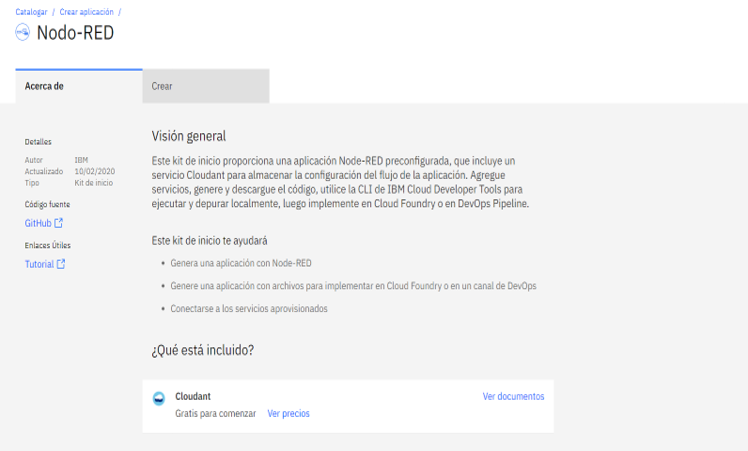 Catalogar / Crear aplicación /
Nodo-RED
Acerca de
Crear
Detalles
Autor IBM
Actualizado 10/02/2020
Tipo Kit de inicio
Código fuente
GitHub
Enlaces Útiles
Tutorial
Visión general
Este kit de inicio proporciona una aplicación Node-RED preconfigurada, que incluye un
servicio Cloudant para almacenar la configuración del flujo de la aplicación. Agregue
servicios, genere y descargue el código, utilice la CLI de IBM Cloud Developer Tools para
ejecutar y depurar localmente, luego implemente en Cloud Foundry o en DevOps Pipeline.
Este kit de inicio te ayudará
• Genera una aplicación con Node-RED
• Genere una aplicación con archivos para implementar en Cloud Foundry o en un canal de DevOps
• Conectarse a los servicios aprovisionados
¿Qué está incluido?
Cloudant
Ver documentos
Gratis para comenzar Ver precios